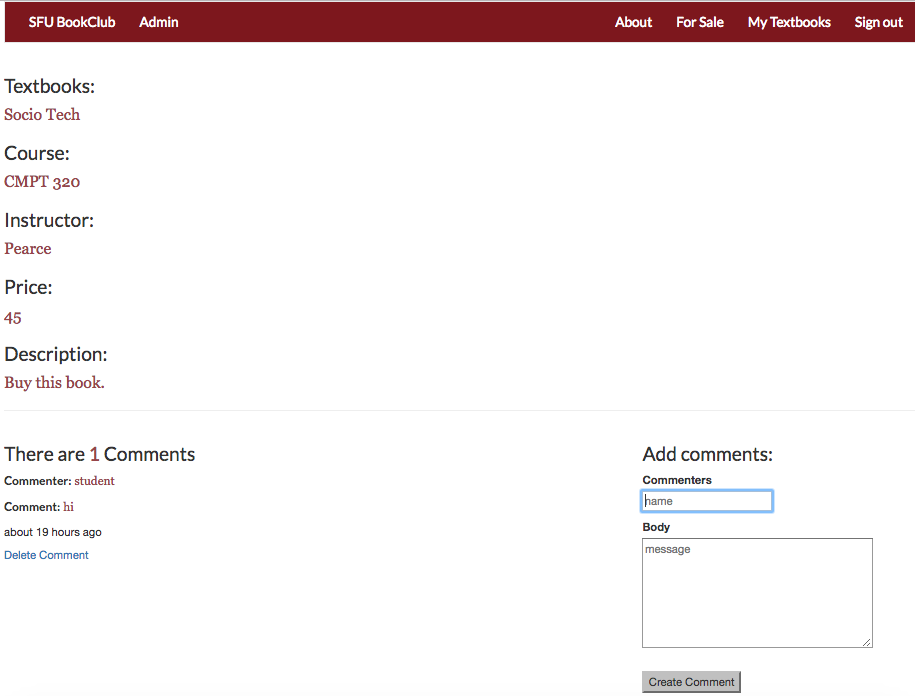 SFU BookClub Admin About For Sale My Textbooks Sign out
Textbooks:
Socio Tech
Course:
CMPT 320
Instructor:
Pearce
Price:
45
Description:
Buy this book.
There are 1 Comments
Commenter: student
Comment: hi
about 19 hours ago
Delete Comment
Add comments:
Commenters
name
Body
message
Create Comment